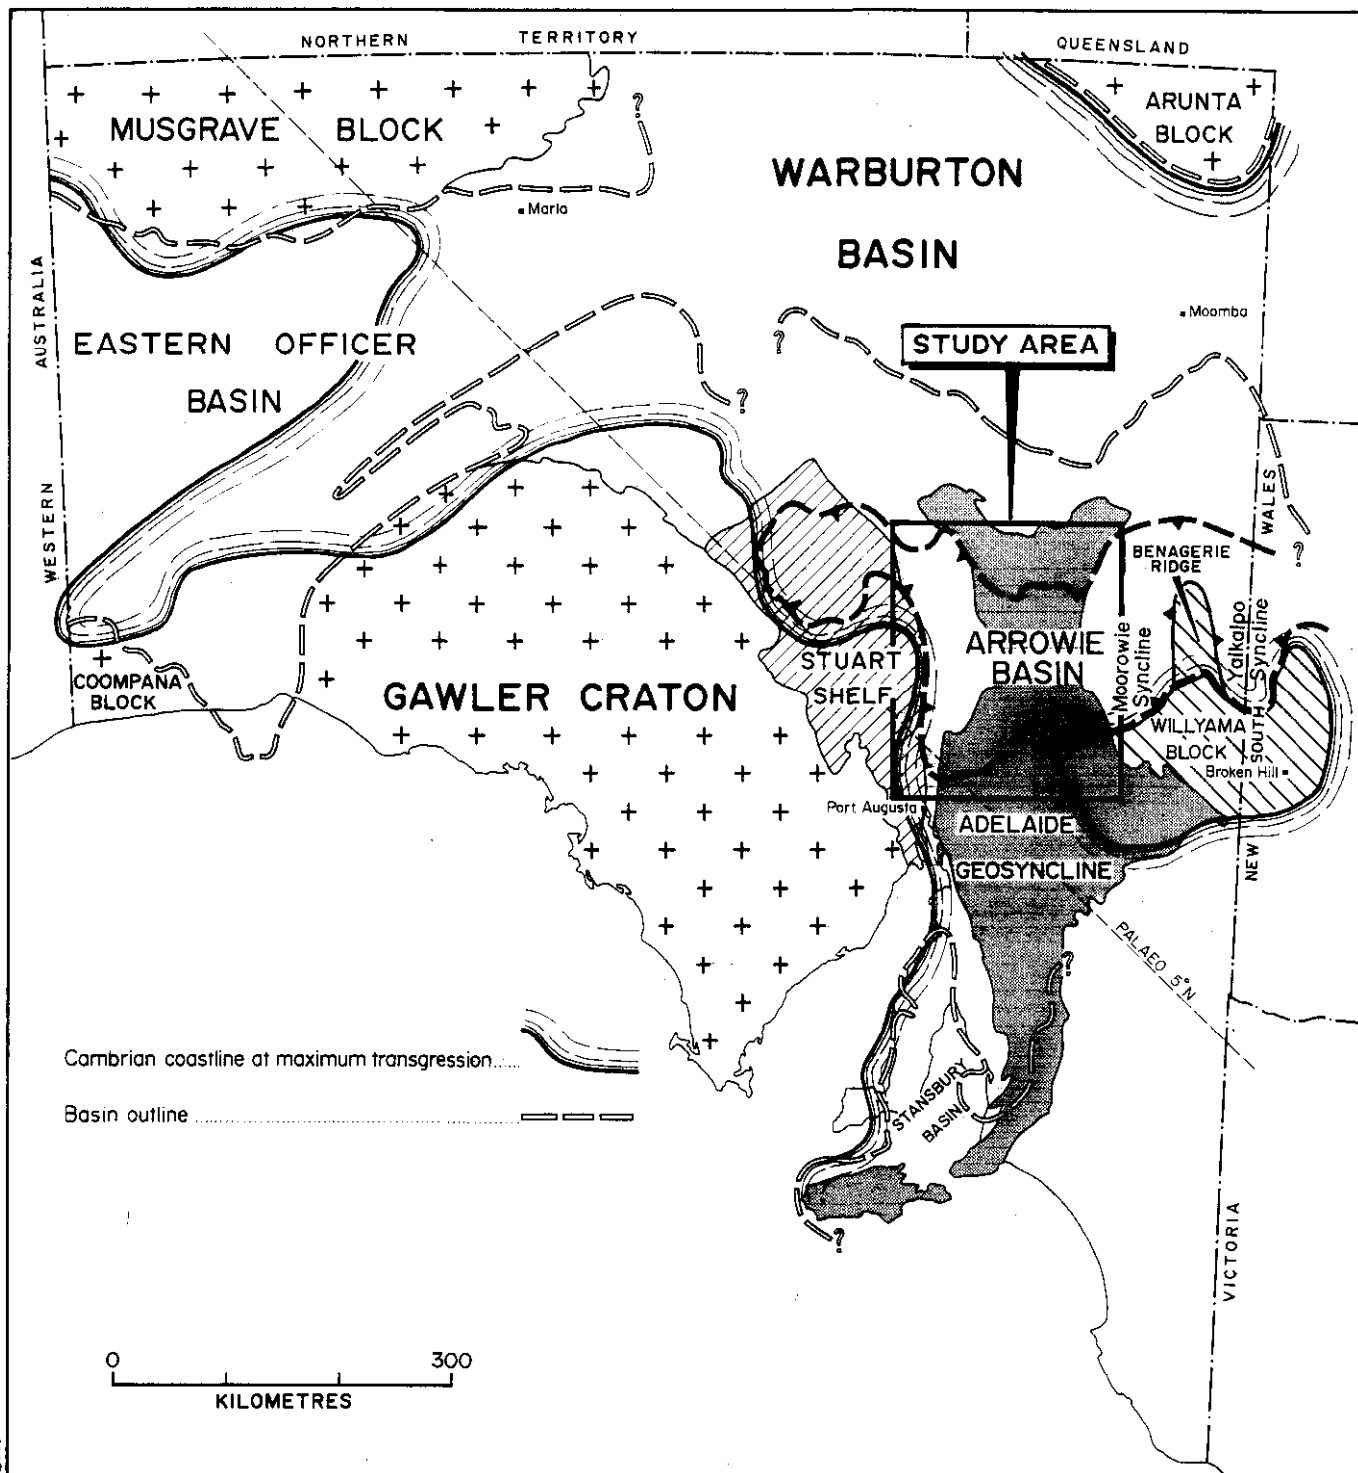 NORTHERN TERRITORY
QUEENSLAND
MUSGRAVE BLOCK
ARUNTA
BLOCK
?
WARBURTON
BASIN
Marla
AUSTRALIA
WESTERN
EASTERN OFFICER
BASIN
Moomba
STUDY AREA
?
?
?
WALES
SOUTH
NEW
BENAGERIE
RIDGE
Moorowie
Syncline
Yalkalpo
Syncline
ARROWIE
BASIN
STUART
SHELF
COOMPANA
BLOCK
GAWLER CRATON
WILLYAMA
BLOCK
Broken Hill
Port Augusta
ADELAIDE
GEOSYNCLINE
PALAEO 5°N
?
STANSBURY
BASIN
?
Cambrian coastline at maximum transgression......
Basin outline ..........................................................
VICTORIA
0 300
KILOMETRES